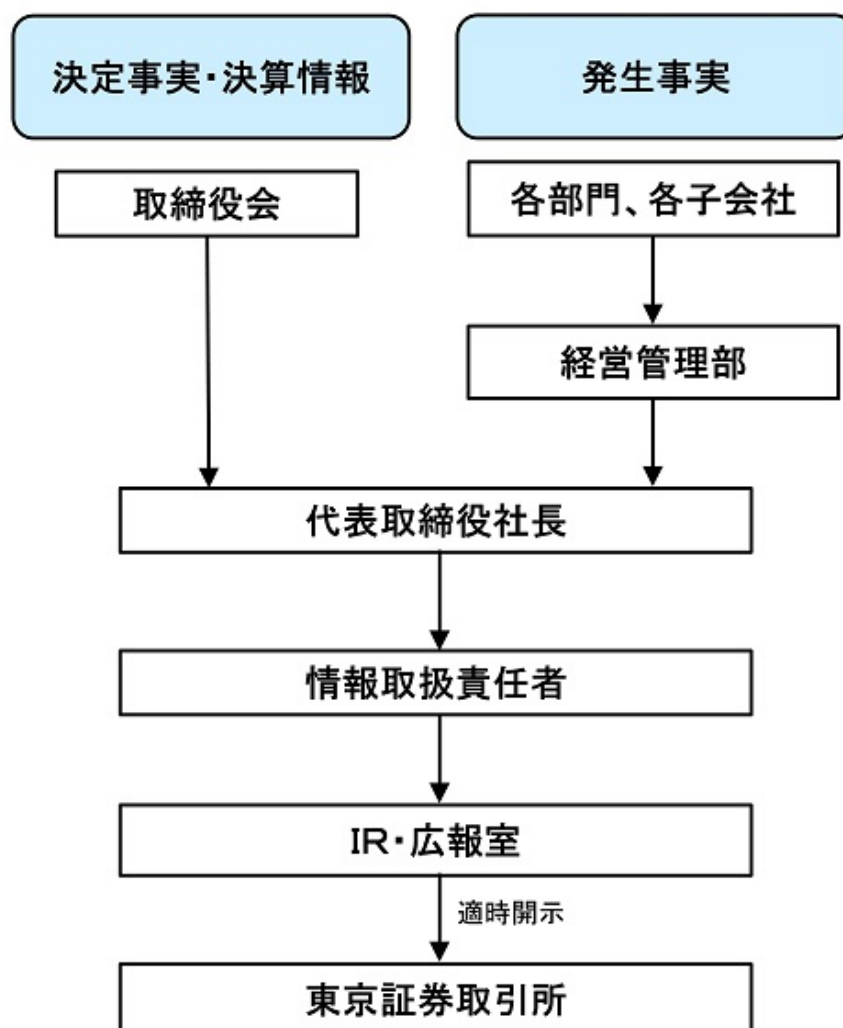 決定事実・決算情報
発生事実
取締役会
各部門、各子会社
経営管理部
代表取締役社長
情報取扱責任者
IR・広報室
適時開示
東京証券取引所